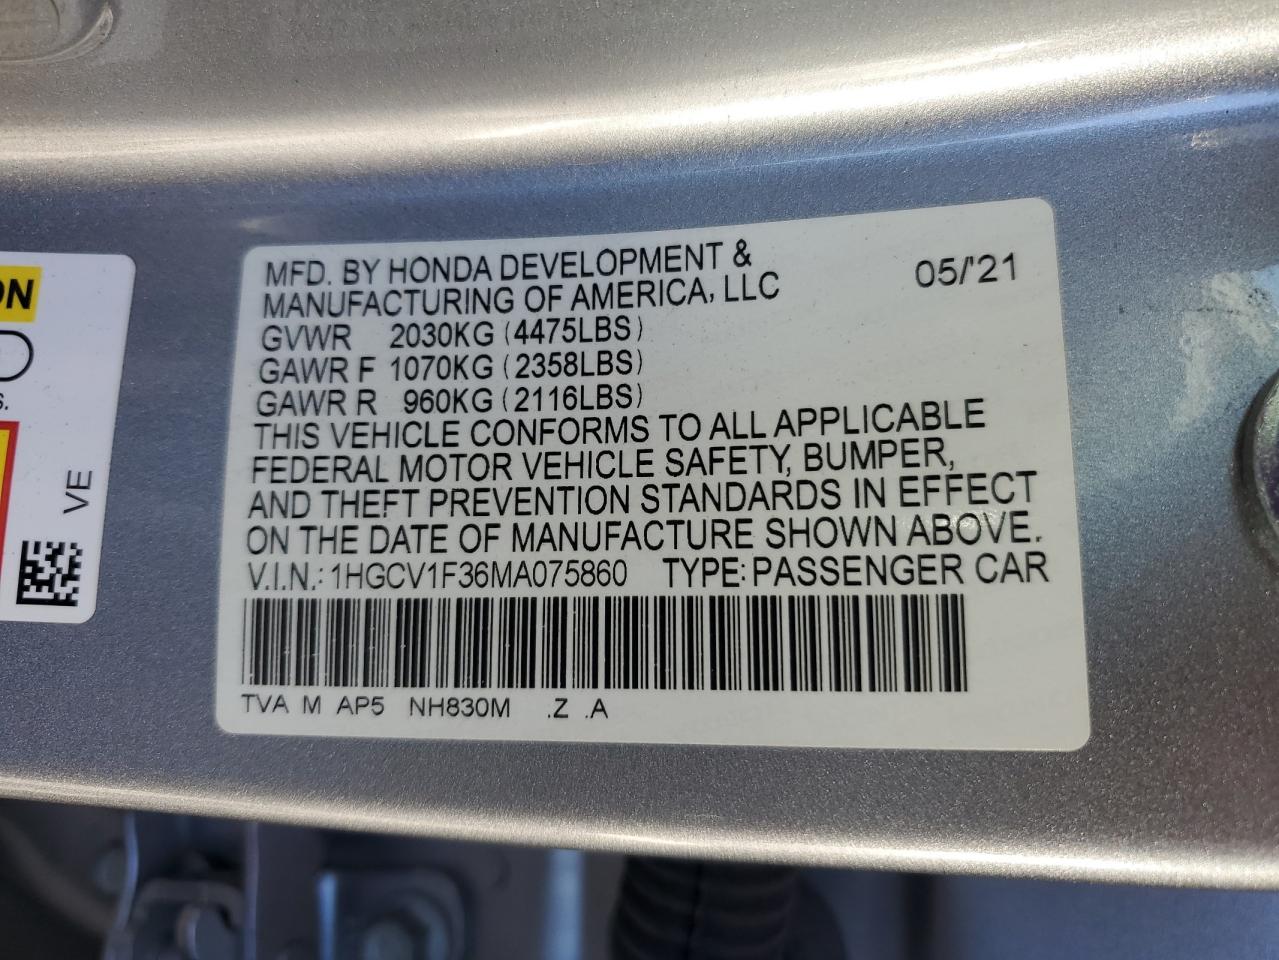 ON
S.
VE
MFD. BY HONDA DEVELOPMENT &
MANUFACTURING OF AMERICA, LLC
05/'21
GVWR 2030KG (4475LBS)
GAWR F 1070KG (2358LBS)
GAWR R 960KG (2116LBS)
THIS VEHICLE CONFORMS TO ALL APPLICABLE
FEDERAL MOTOR VEHICLE SAFETY, BUMPER,
AND THEFT PREVENTION STANDARDS IN EFFECT
ON THE DATE OF MANUFACTURE SHOWN ABOVE.
V.I.N.: 1HGCV1F36MA075860 TYPE: PASSENGER CAR
TVA M AP5 NH830M .Z .A